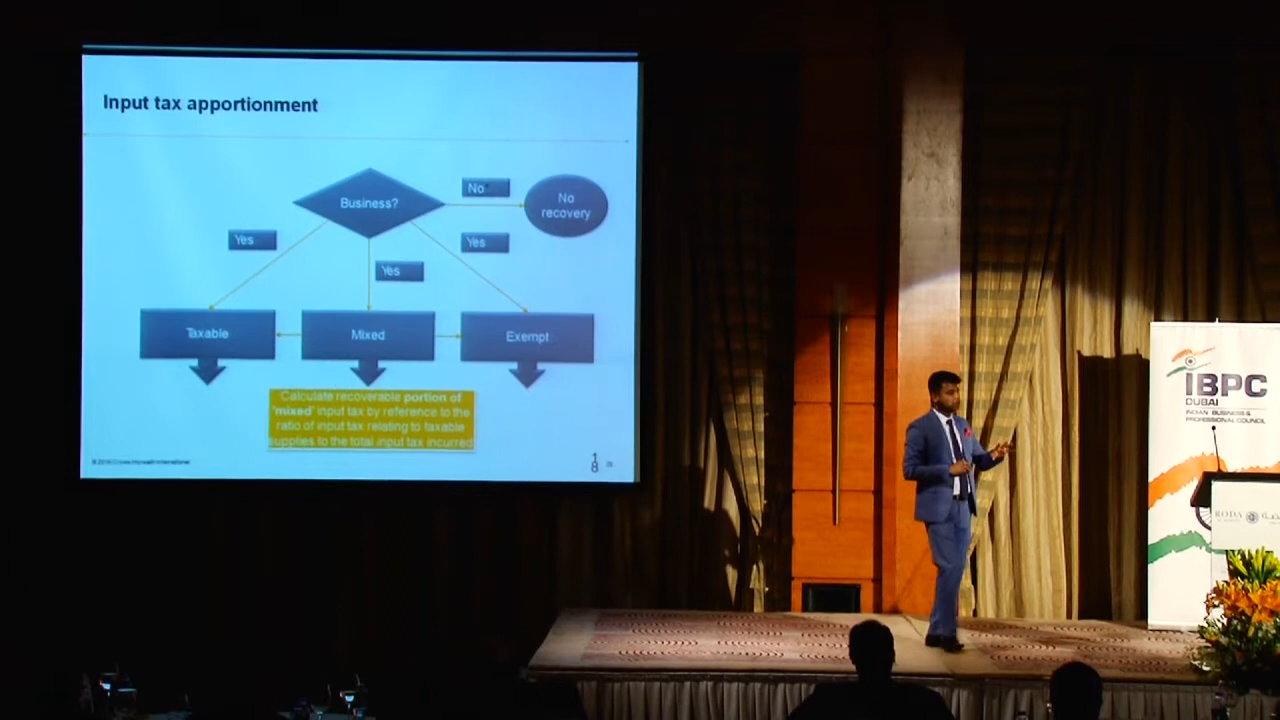 Input tax apportionment
Business?
No
No
recovery
Yes
Yes
Yes
Taxable
Mixed
Exempt
Calculate recoverable portion of
'mixed' input tax by reference to the
ratio of input tax relating to taxable
supplies to the total input tax incurred
18
IBPC
DUBAI
INDIAN BUSINESS &
PROFESSIONAL COUNCIL
RODA